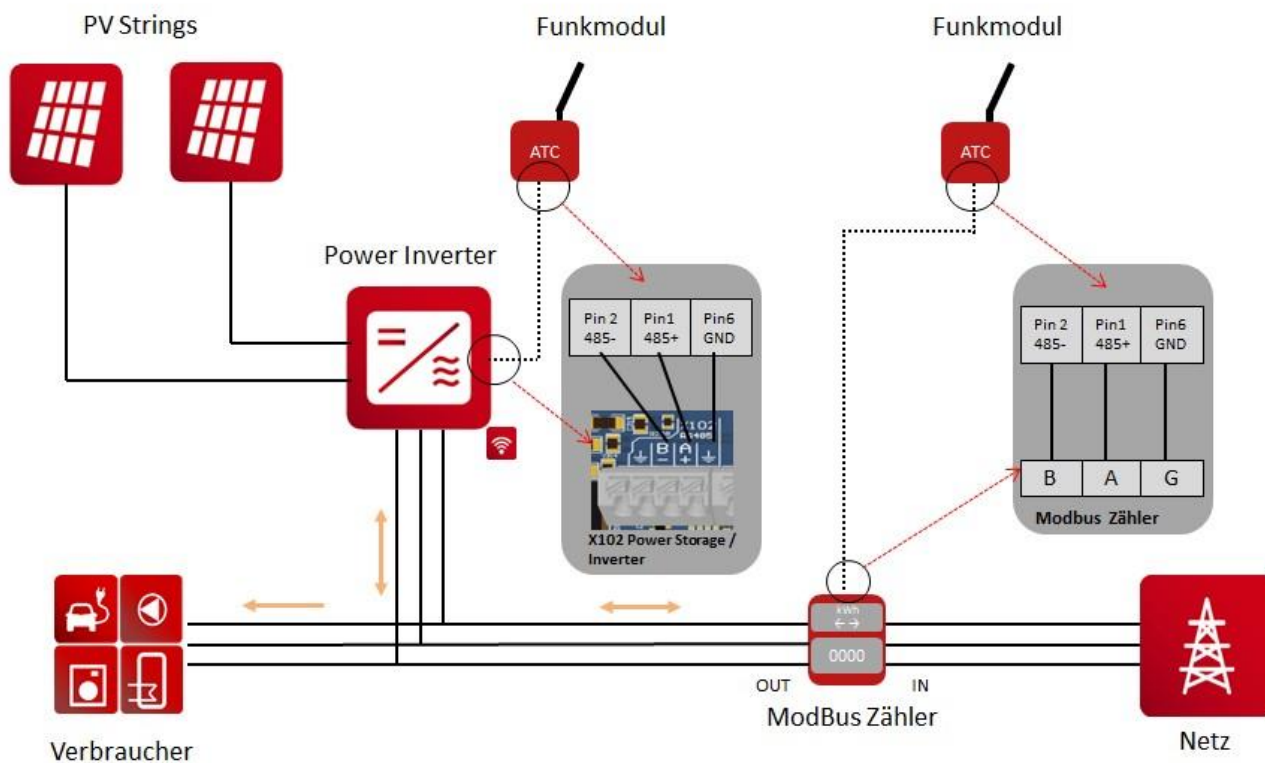 PV Strings
Funkmodul
Funkmodul
ATC
ATC
Power Inverter
Pin 2
485-
Pin1
485+
Pin6
GND
Pin 2
485-
Pin1
485+
Pin6
GND
X102
RS485
B
A
-
+
X102 Power Storage /
Inverter
B
A
G
Modbus Zähler
kWh
0000
OUT
IN
ModBus Zähler
Verbraucher
Netz